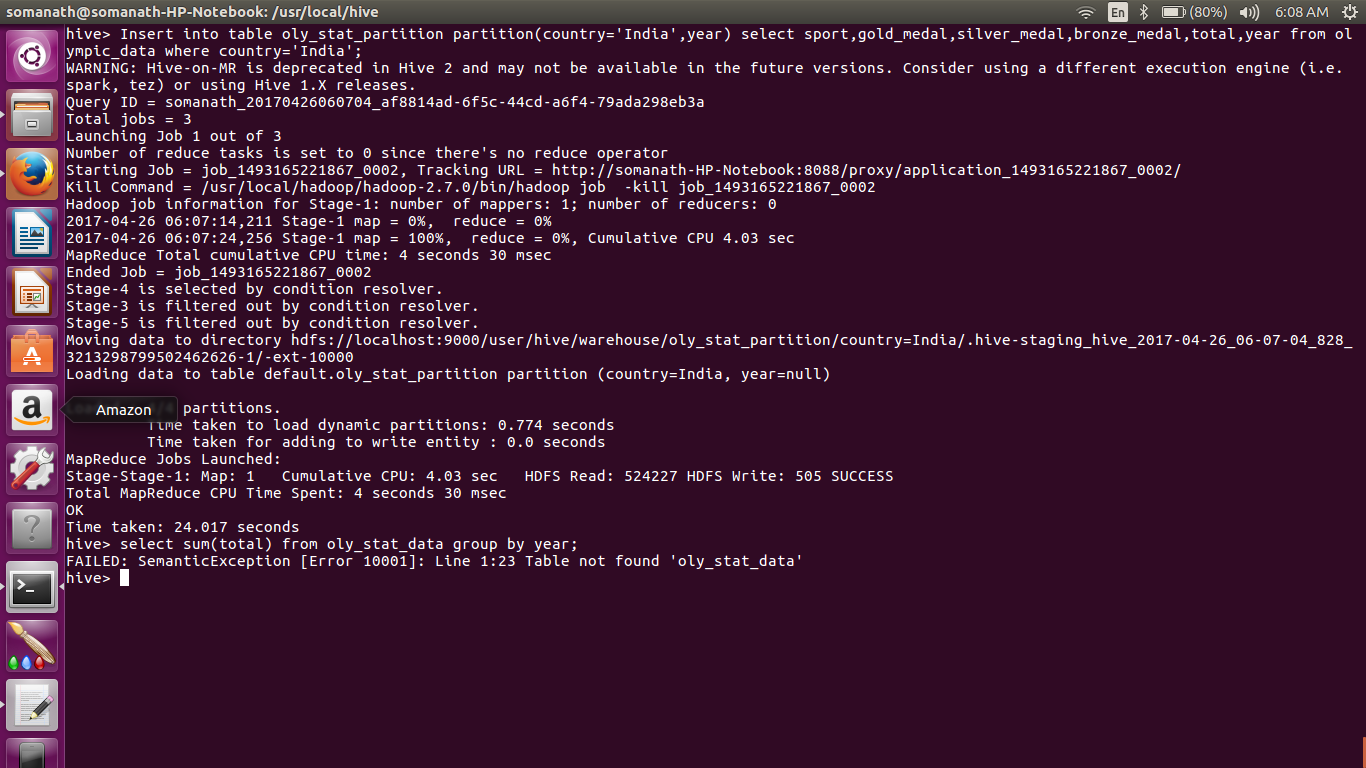 somanath@somanath-HP-Notebook: /usr/local/hive
En
(80%)
6:08 AM
hive> Insert into table oly_stat_partition partition(country='India',year) select sport,gold_medal,silver_medal,bronze_medal,total,year from ol
ympic_data where country='India';
WARNING: Hive-on-MR is deprecated in Hive 2 and may not be available in the future versions. Consider using a different execution engine (i.e.
spark, tez) or using Hive 1.X releases.
Query ID = somanath_20170426060704_af8814ad-6f5c-44cd-a6f4-79ada298eb3a
Total jobs = 3
Launching Job 1 out of 3
Number of reduce tasks is set to 0 since there's no reduce operator
Starting Job = job_1493165221867_0002, Tracking URL = http://somanath-HP-Notebook:8088/proxy/application_1493165221867_0002/
Kill Command = /usr/local/hadoop/hadoop-2.7.0/bin/hadoop job  -kill job_1493165221867_0002
Hadoop job information for Stage-1: number of mappers: 1; number of reducers: 0
2017-04-26 06:07:14,211 Stage-1 map = 0%,  reduce = 0%
2017-04-26 06:07:24,256 Stage-1 map = 100%,  reduce = 0%, Cumulative CPU 4.03 sec
MapReduce Total cumulative CPU time: 4 seconds 30 msec
Ended Job = job_1493165221867_0002
Stage-4 is selected by condition resolver.
Stage-3 is filtered out by condition resolver.
Stage-5 is filtered out by condition resolver.
Moving data to directory hdfs://localhost:9000/user/hive/warehouse/oly_stat_partition/country=India/.hive-staging_hive_2017-04-26_06-07-04_828_
3213298799502462626-1/-ext-10000
Loading data to table default.oly_stat_partition partition (country=India, year=null)
Amazon
partitions.
Time taken to load dynamic partitions: 0.774 seconds
Time taken for adding to write entity : 0.0 seconds
MapReduce Jobs Launched:
Stage-Stage-1: Map: 1   Cumulative CPU: 4.03 sec   HDFS Read: 524227 HDFS Write: 505 SUCCESS
Total MapReduce CPU Time Spent: 4 seconds 30 msec
OK
Time taken: 24.017 seconds
hive> select sum(total) from oly_stat_data group by year;
FAILED: SemanticException [Error 10001]: Line 1:23 Table not found 'oly_stat_data'
hive>